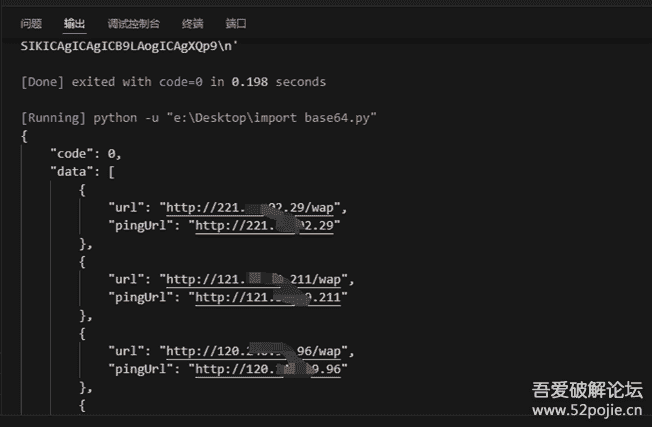 问题 输出 调试控制台 终端 端口
SIKICAgICAgICB9LAogICAgXQp9\n'
[Done] exited with code=0 in 0.198 seconds
[Running] python -u "e:\Desktop\import base64.py"
{
"code": 0,
"data": [
{
"url": "http://221. 92.29/wap",
"pingUrl": "http://221. 92.29"
},
{
"url": "http://121. .211/wap",
"pingUrl": "http://121. .211"
},
{
"url": "http://120. 96/wap",
"pingUrl": "http://120. .96"
},
{
吾爱破解论坛
www.52pojie.cn